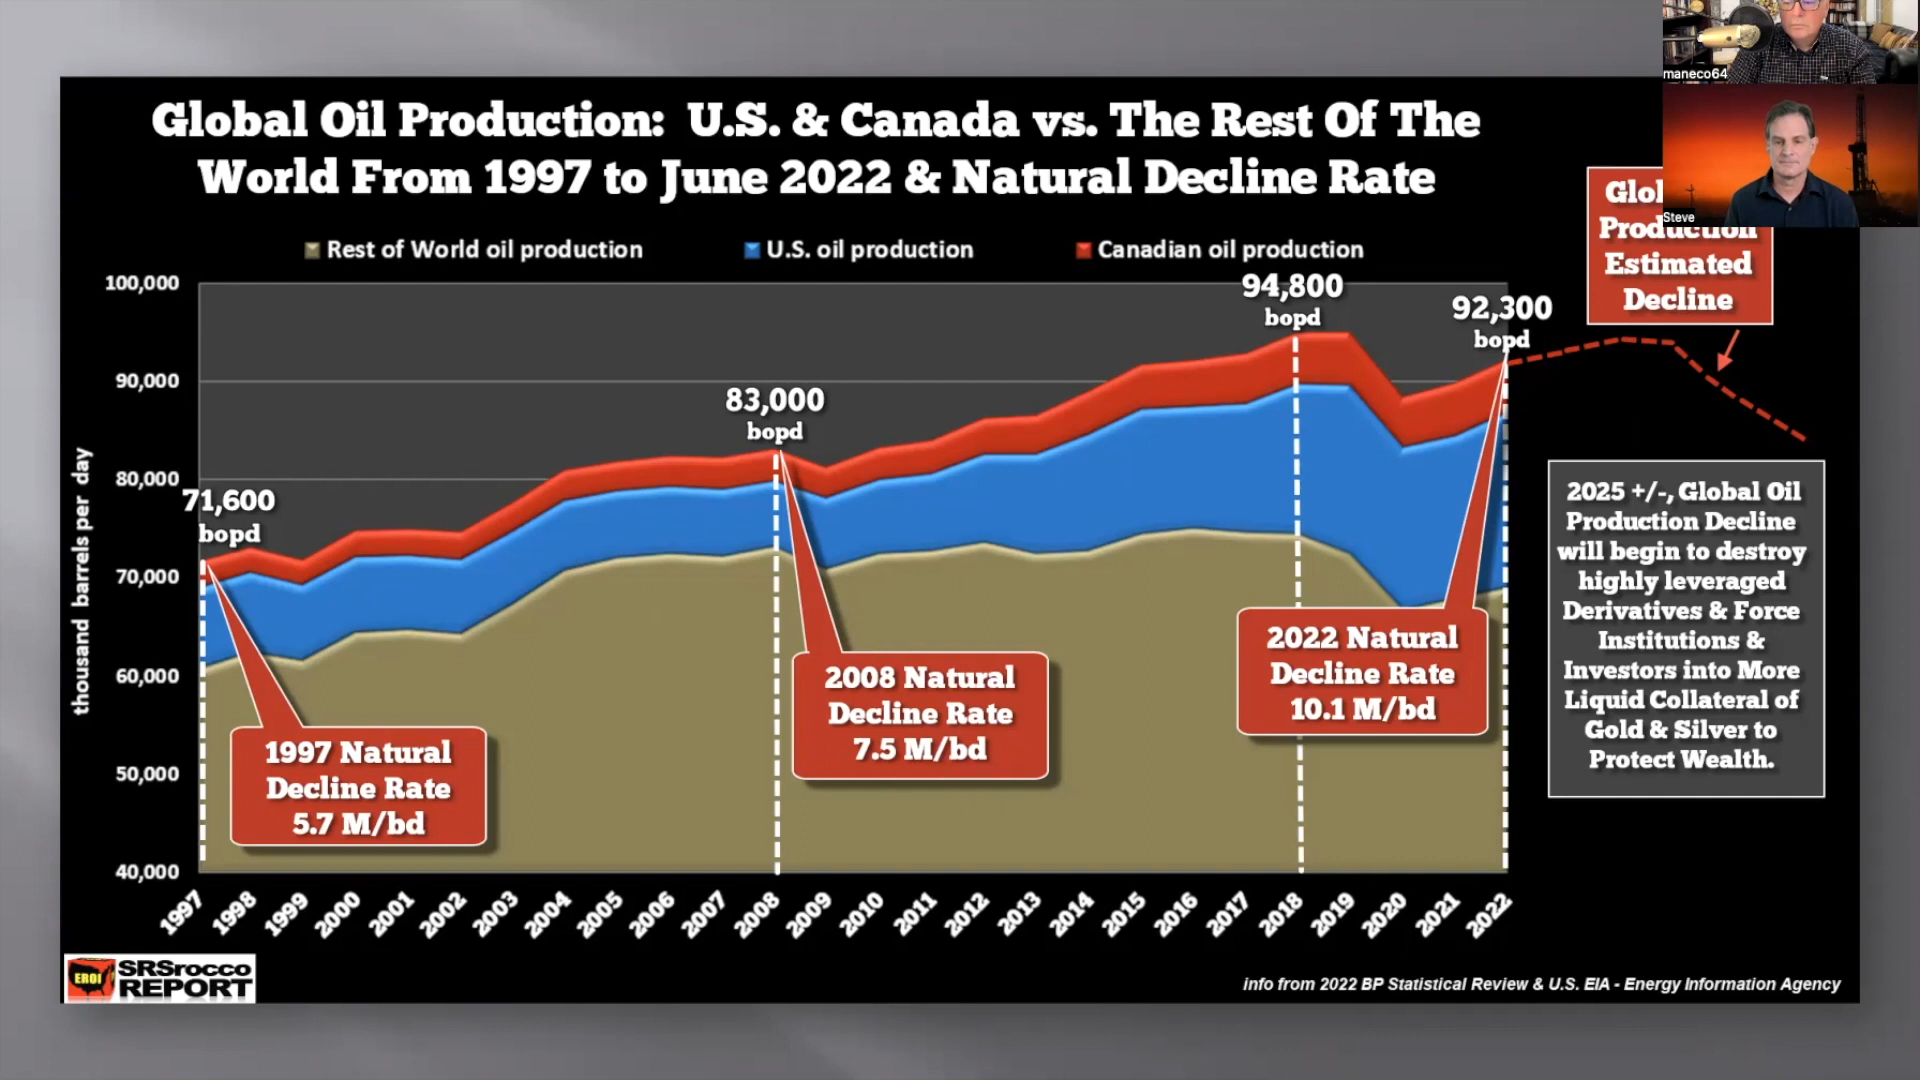 maneco64
Steve
Global Oil Production: U.S. & Canada vs. The Rest Of The
World From 1997 to June 2022 & Natural Decline Rate
Production
Estimated
Decline
Rest of World oil production
U.S. oil production
Canadian oil production
thousand barrels per day
100,000
90,000
80,000
70,000
60,000
50,000
40,000
71,600
bopd
83,000
bopd
94,800
bopd
92,300
bopd
1997 Natural
Decline Rate
5.7 M/bd
2008 Natural
Decline Rate
7.5 M/bd
2022 Natural
Decline Rate
10.1 M/bd
2025 +/-, Global Oil
Production Decline
will begin to destroy
highly leveraged
Derivatives & Force
Institutions &
Investors into More
Liquid Collateral of
Gold & Silver to
Protect Wealth.
1997
1998
1999
2000
2001
2002
2003
2004
2005
2006
2007
2008
2009
2010
2011
2012
2013
2014
2015
2016
2017
2018
2019
2020
2021
2022
EROI
SRSrocco
REPORT
info from 2022 BP Statistical Review & U.S. EIA - Energy Information Agency